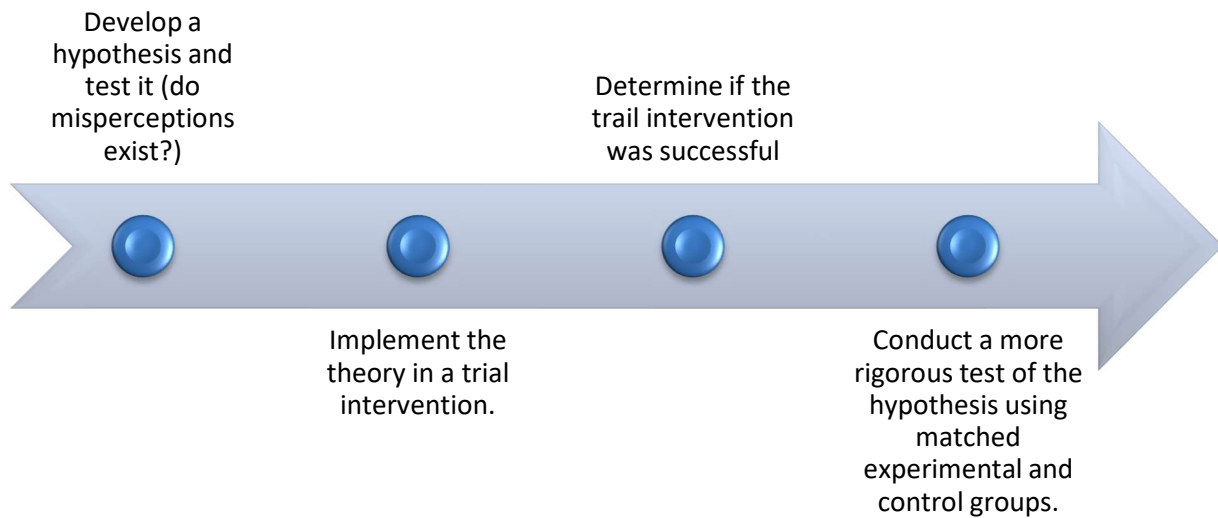 Develop a
hypothesis and
test it (do
misperceptions
exist?)
Implement the
theory in a trial
intervention.
Determine if the
trail intervention
was successful
Conduct a more
rigorous test of the
hypothesis using
matched
experimental and
control groups.